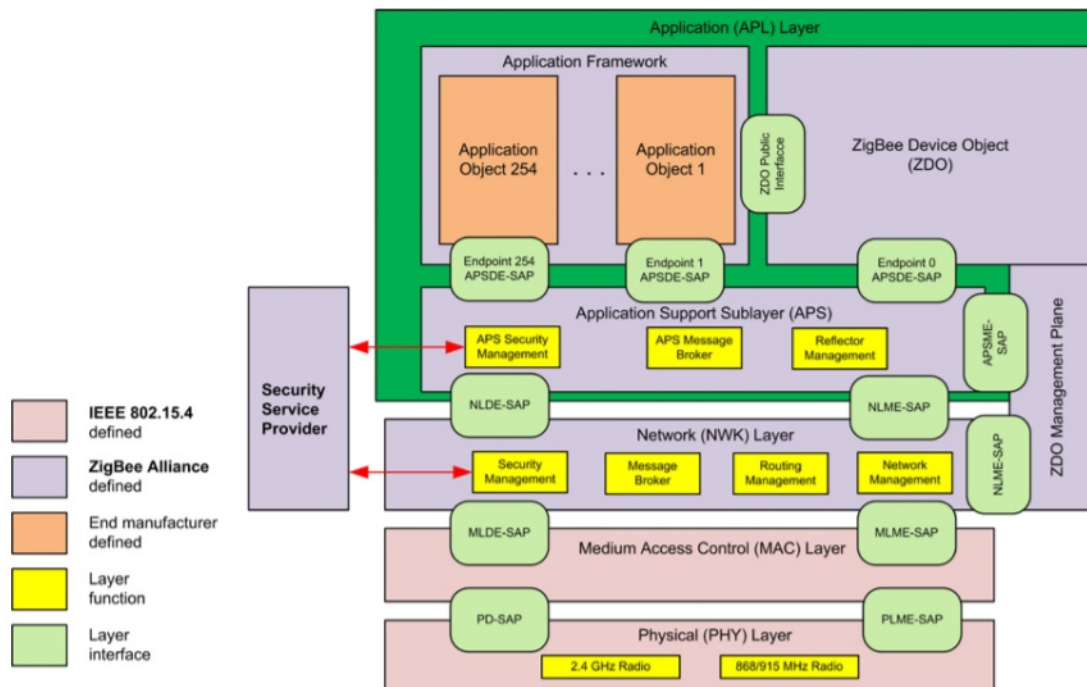 Application (APL) Layer
Application Framework
Application
Object 254
. . .
Application
Object 1
ZDO Public
Interfacce
ZigBee Device Object
(ZDO)
Endpoint 254
APSDE-SAP
Endpoint 1
APSDE-SAP
Endpoint 0
APSDE-SAP
Application Support Sublayer (APS)
APS Security
Management
APS Message
Broker
Reflector
Management
APSME-
SAP
ZDO Management Plane
Security
Service
Provider
NLDE-SAP
NLME-SAP
Network (NWK) Layer
Security
Management
Message
Broker
Routing
Management
Network
Management
NLME-SAP
MLDE-SAP
MLME-SAP
Medium Access Control (MAC) Layer
PD-SAP
PLME-SAP
Physical (PHY) Layer
2.4 GHz Radio
868/915 MHz Radio
IEEE 802.15.4
defined
ZigBee Alliance
defined
End manufacturer
defined
Layer
function
Layer
interface